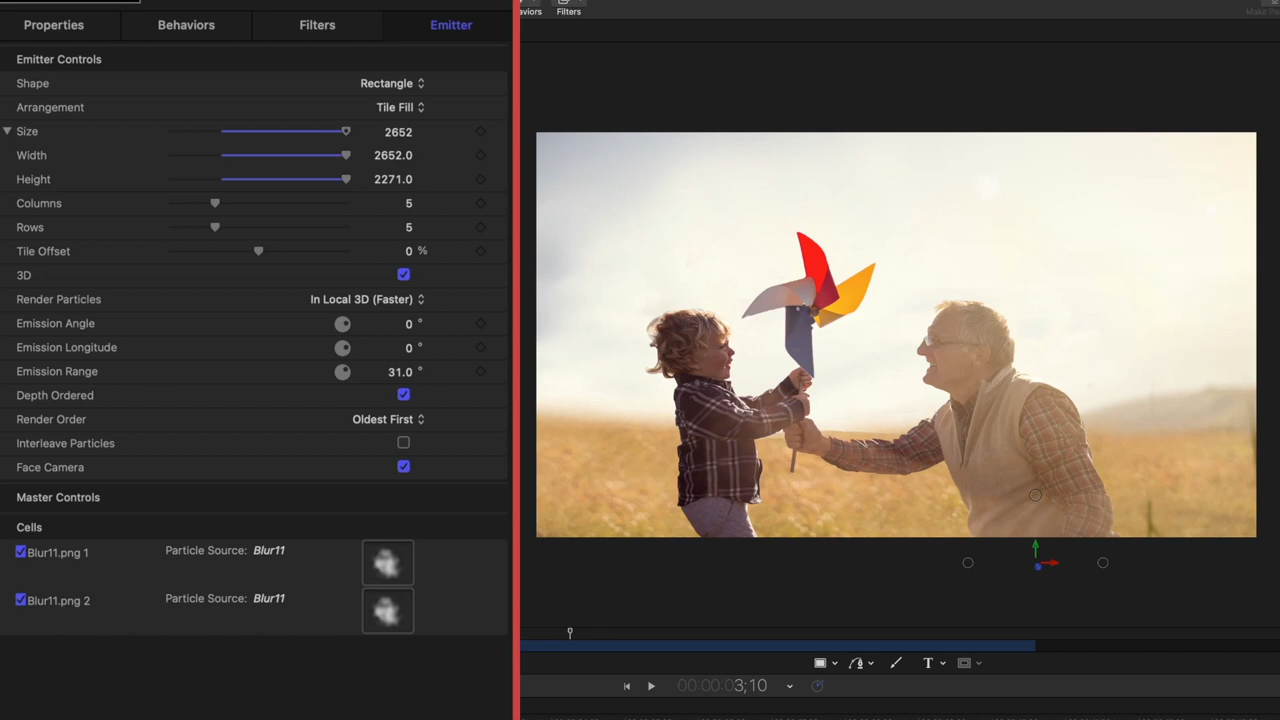 Properties Behaviors Filters Emitter
aviors Filters Make Pa
Emitter Controls
Shape Rectangle
Arrangement Tile Fill
Size 2652
Width 2652.0
Height 2271.0
Columns 5
Rows 5
Tile Offset 0 %
3D
Render Particles In Local 3D (Faster)
Emission Angle 0 °
Emission Longitude 0 °
Emission Range 31.0 °
Depth Ordered
Render Order Oldest First
Interleave Particles
Face Camera
Master Controls
Cells
Blur11.png 1 Particle Source: Blur11
Blur11.png 2 Particle Source: Blur11
T
00:00:03;10